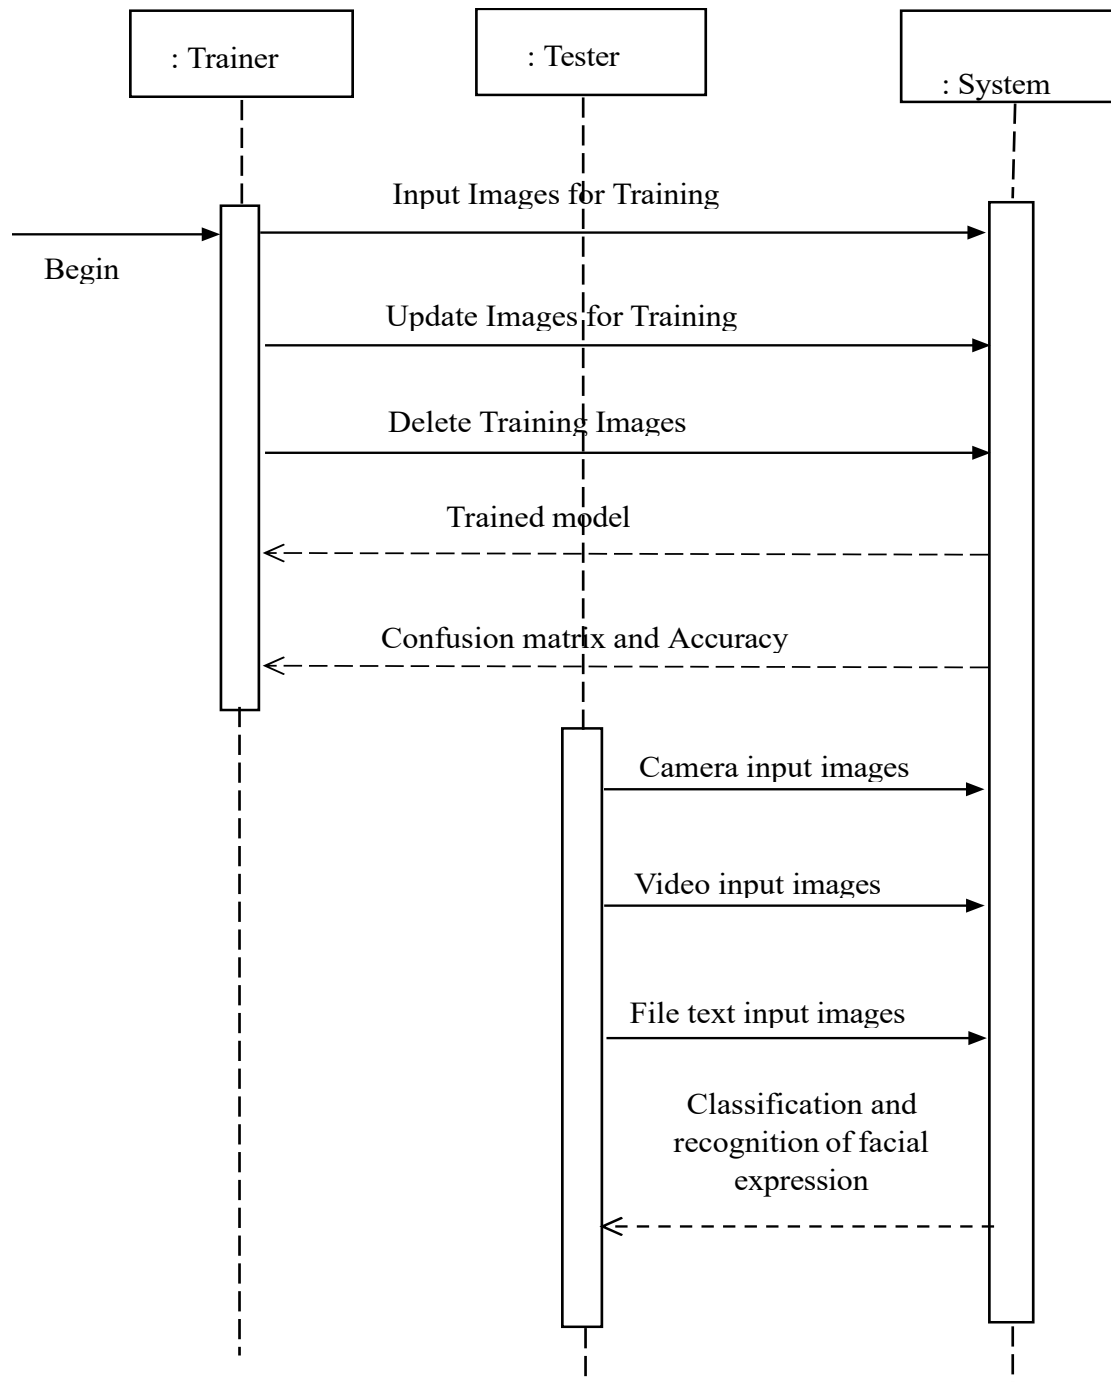 : Trainer
: Tester
: System
Input Images for Training
Begin
Update Images for Training
Delete Training Images
Trained model
Confusion matrix and Accuracy
Camera input images
Video input images
File text input images
Classification and
recognition of facial
expression